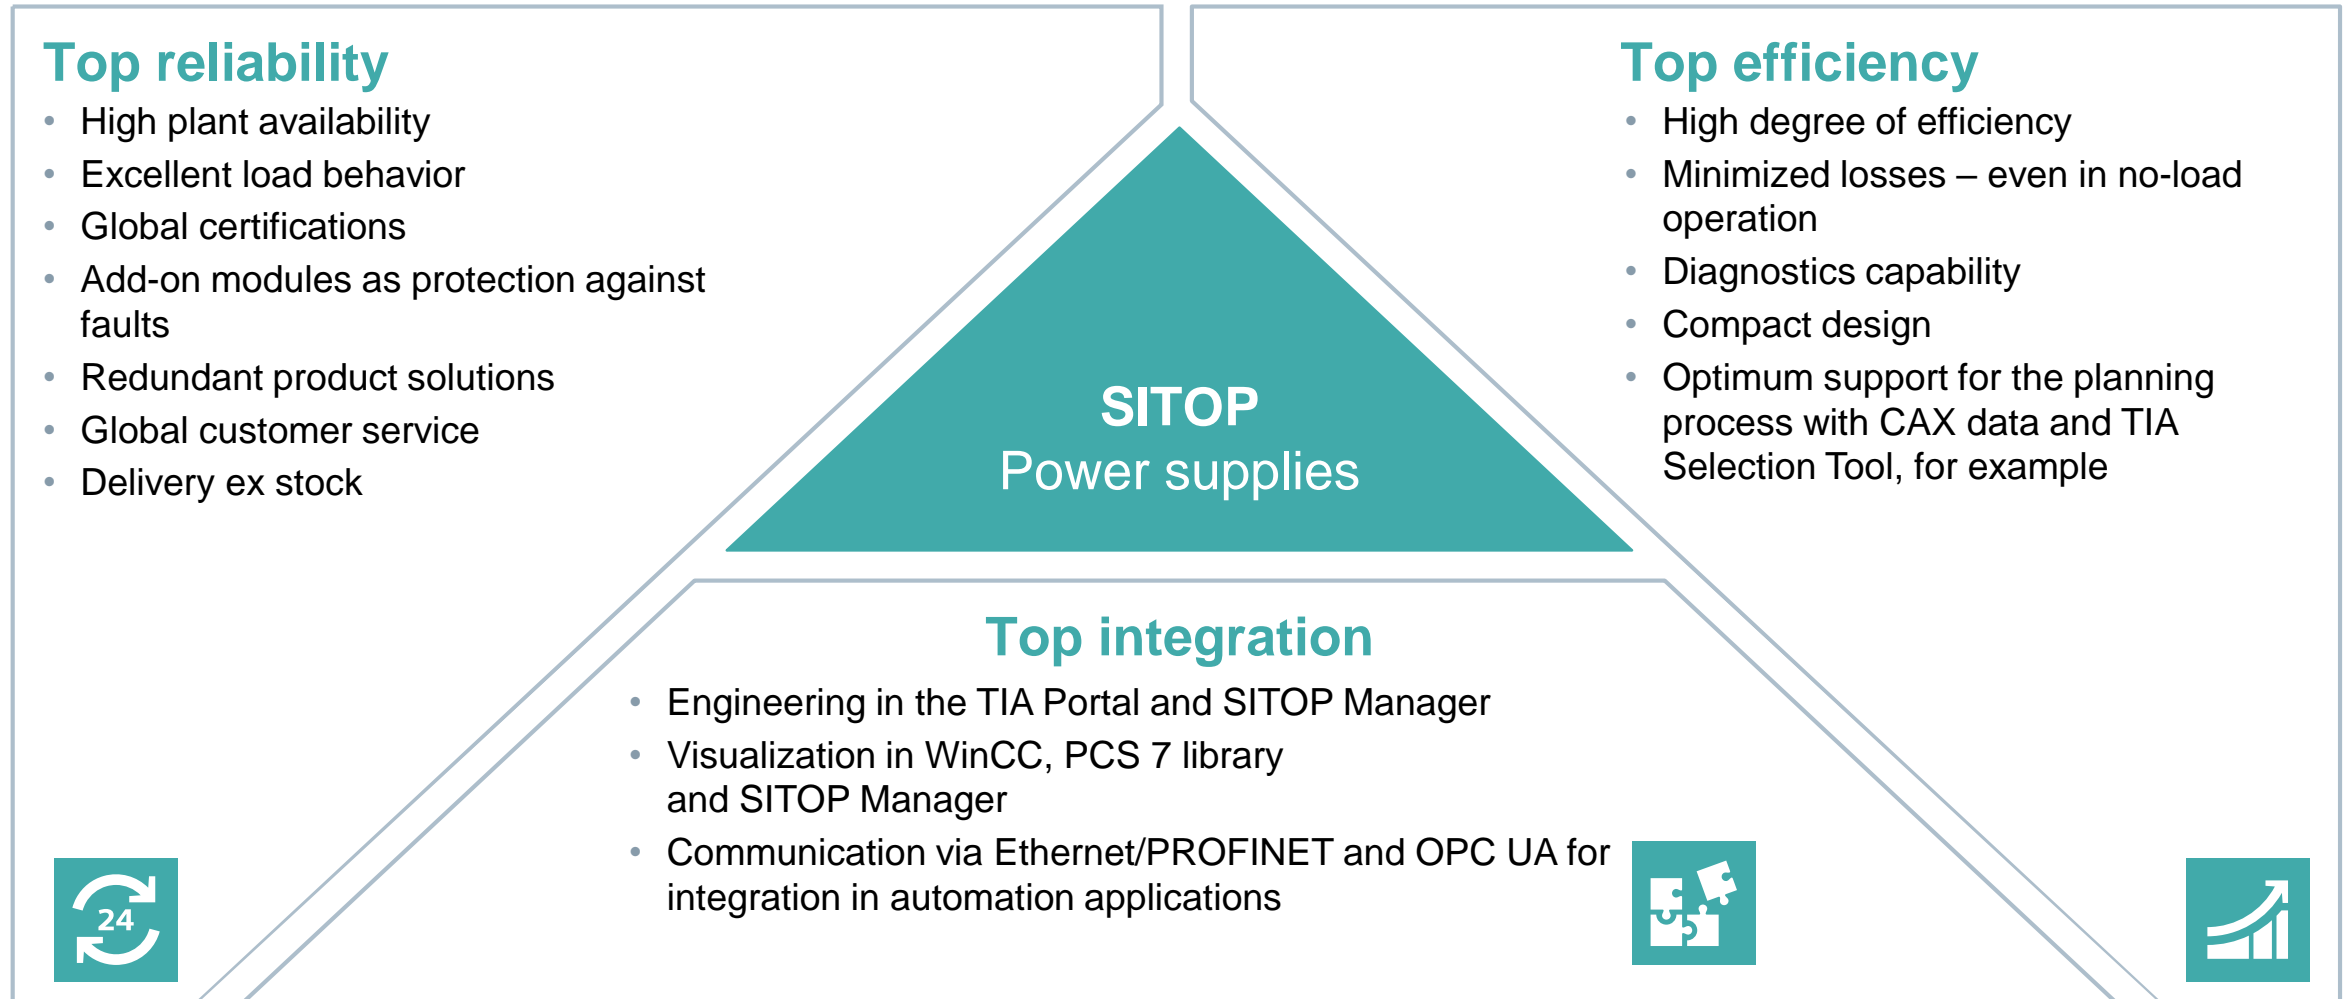 Top reliability
• High plant availability
• Excellent load behavior
• Global certifications
• Add-on modules as protection against
faults
• Redundant product solutions
• Global customer service
• Delivery ex stock
Top efficiency
• High degree of efficiency
• Minimized losses – even in no-load
operation
• Diagnostics capability
• Compact design
• Optimum support for the planning
process with CAX data and TIA
Selection Tool, for example
SITOP
Power supplies
Top integration
• Engineering in the TIA Portal and SITOP Manager
• Visualization in WinCC, PCS 7 library
and SITOP Manager
• Communication via Ethernet/PROFINET and OPC UA for
integration in automation applications
24